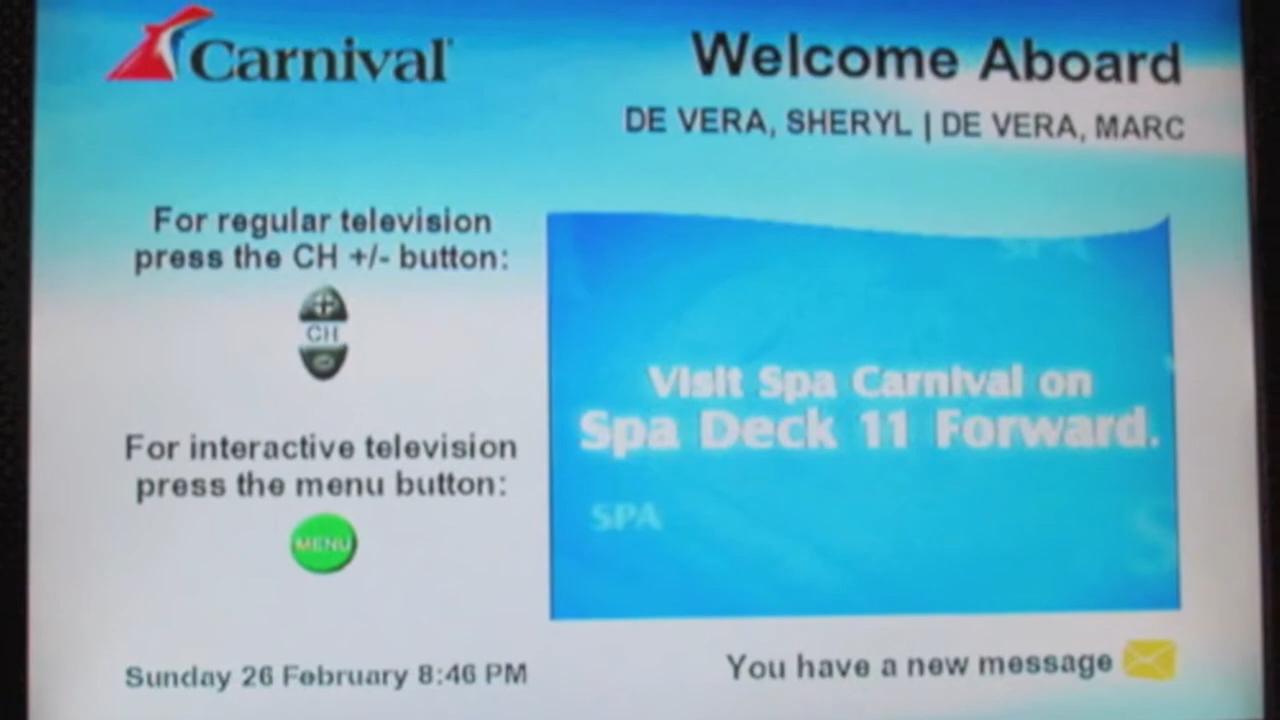 Carnival
Welcome Aboard
DE VERA, SHERYL | DE VERA, MARC
For regular television
press the CH +/- button:
CH
For interactive television
press the menu button:
MENU
Visit Spa Carnival on
Spa Deck 11 Forward.
SPA
S
Sunday 26 February 8:46 PM
You have a new message